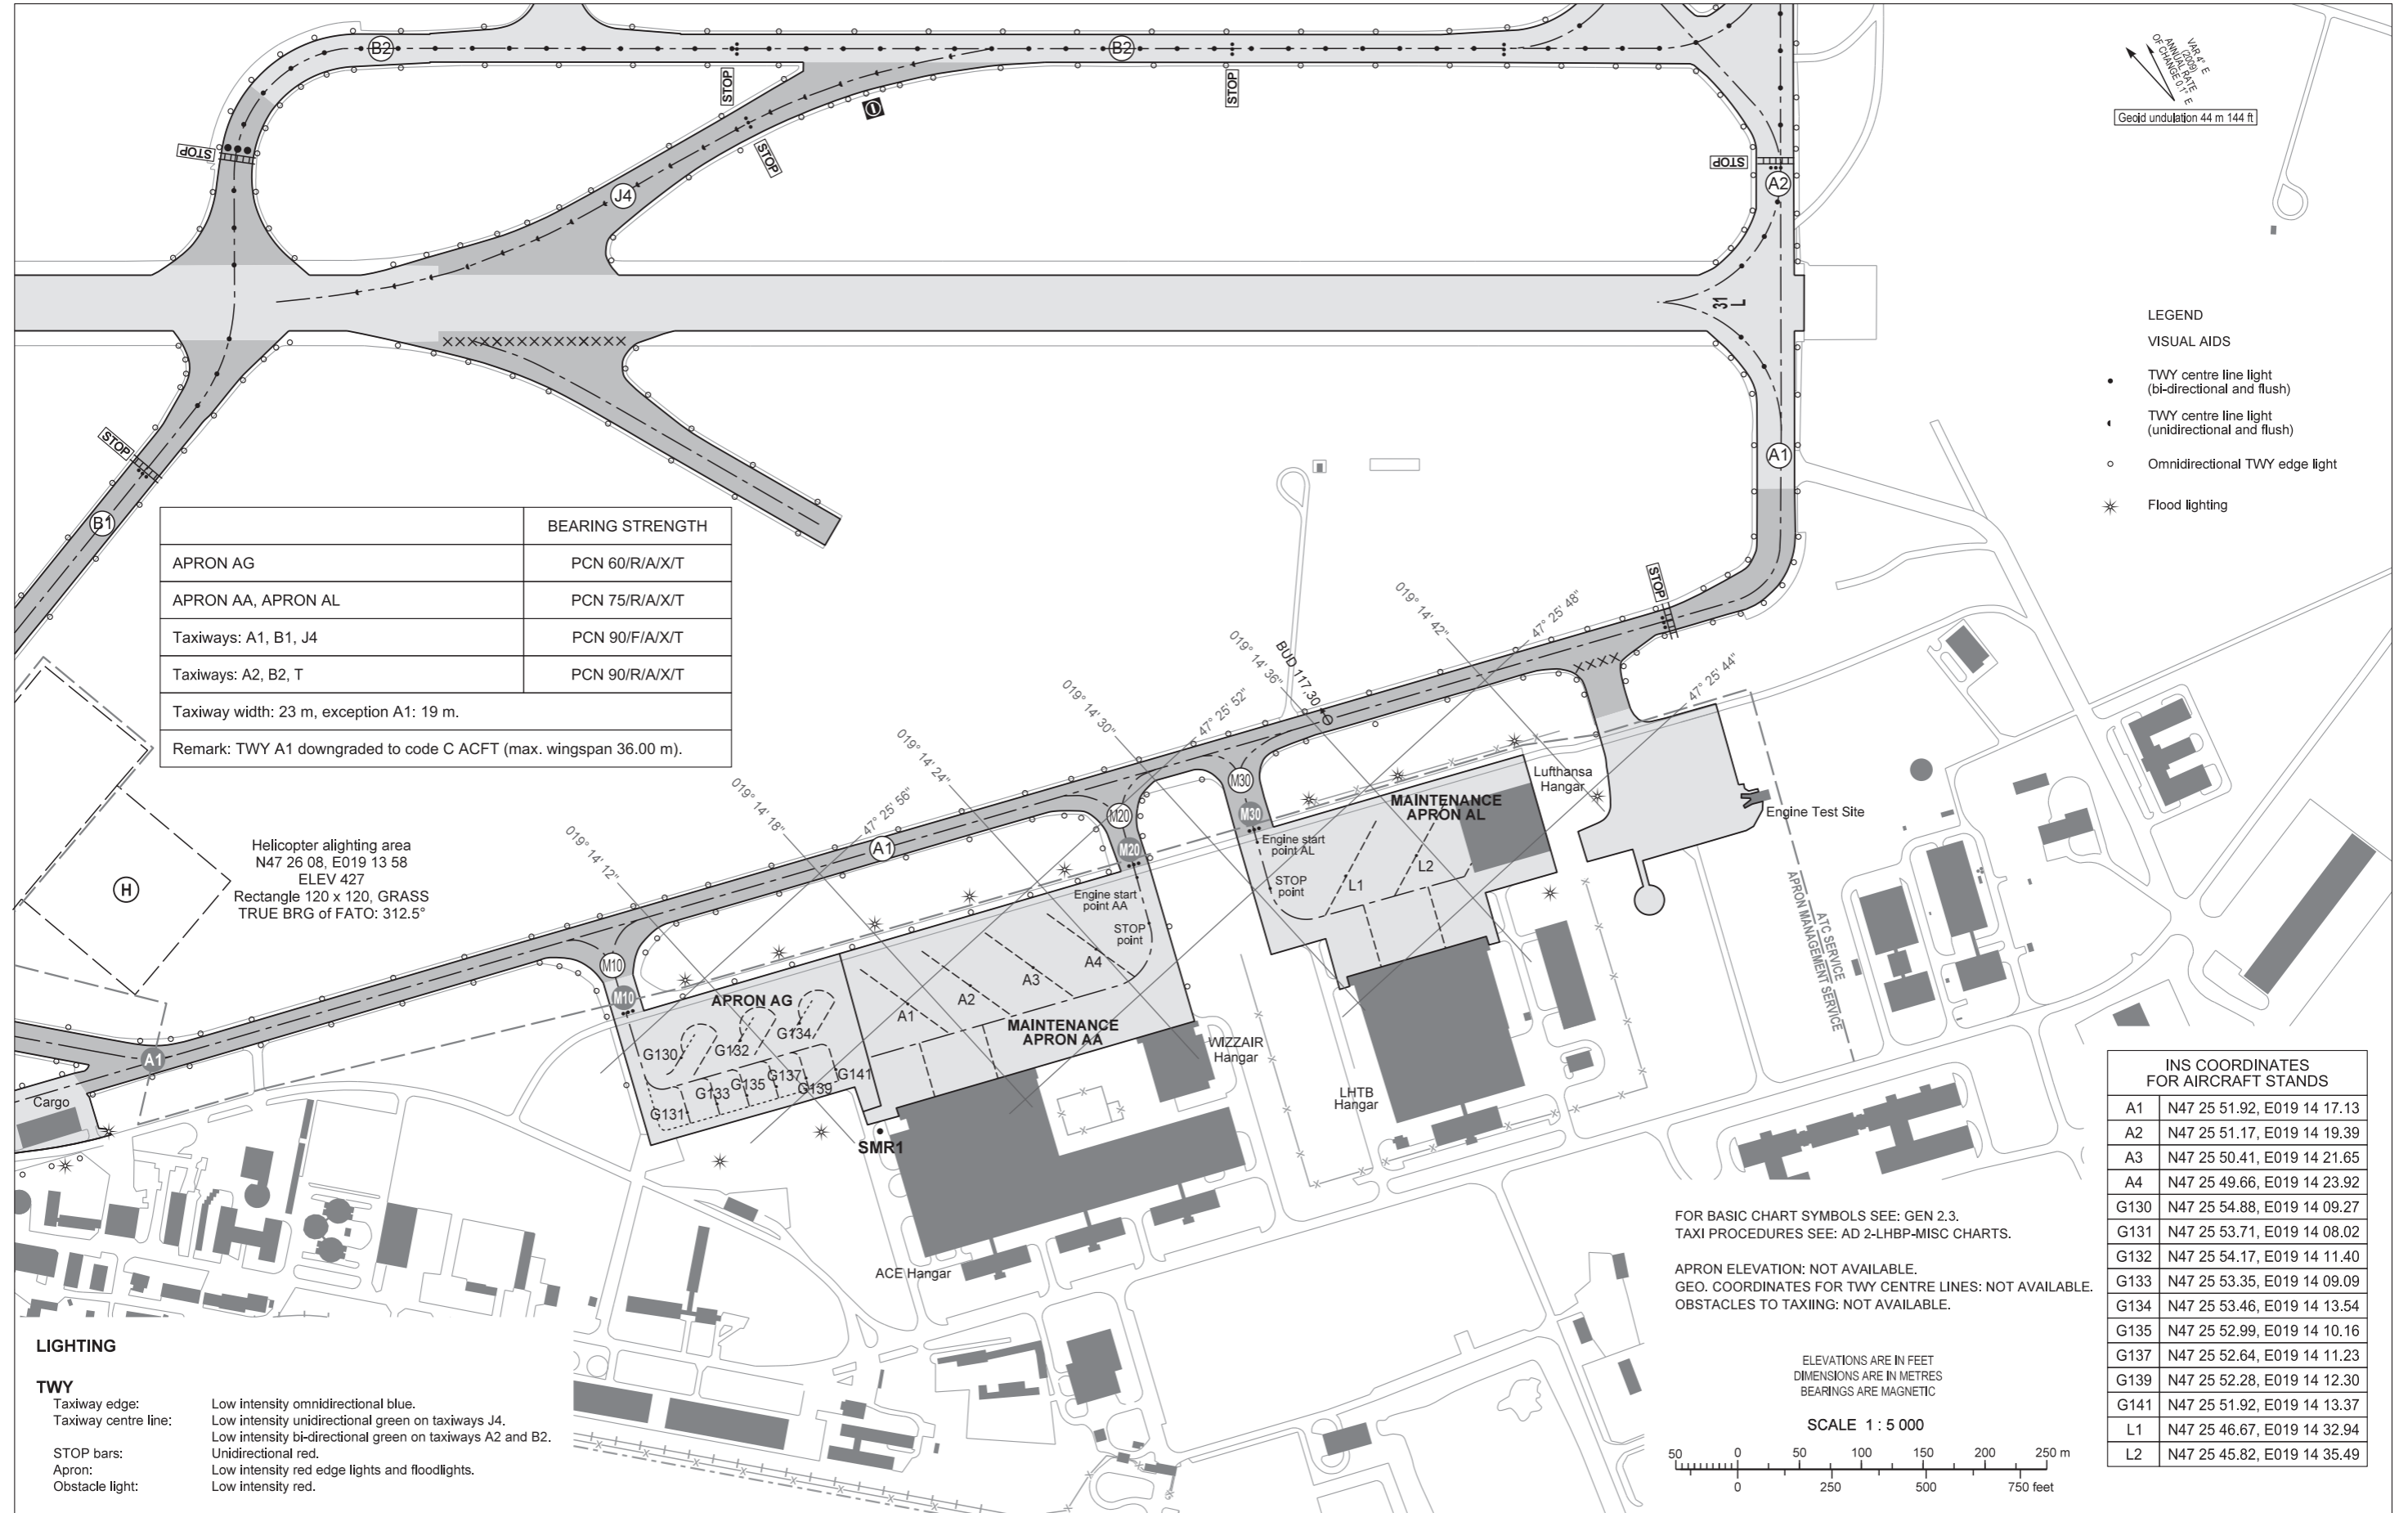 B2
B2
STOP
STOP
STOP
STOP
STOP
J4
A2
31
L
STOP
B1
A1
STOP
VAR 4° E
(2009)
ANNUAL RATE
OF CHANGE 0.1° E
Geoid undulation 44 m 144 ft
LEGEND
VISUAL AIDS
TWY centre line light
(bi-directional and flush)
TWY centre line light
(unidirectional and flush)
Omnidirectional TWY edge light
Flood lighting
BEARING STRENGTH
APRON AG PCN 60/R/A/X/T
APRON AA, APRON AL PCN 75/R/A/X/T
Taxiways: A1, B1, J4 PCN 90/F/A/X/T
Taxiways: A2, B2, T PCN 90/R/A/X/T
Taxiway width: 23 m, exception A1: 19 m.
Remark: TWY A1 downgraded to code C ACFT (max. wingspan 36.00 m).
019° 14' 12"
019° 14' 18"
019° 14' 24"
019° 14' 30"
019° 14' 36"
019° 14' 42"
47° 25' 56"
47° 25' 52"
47° 25' 48"
47° 25' 44"
BUD 117,30
Helicopter alighting area
N47 26 08, E019 13 58
ELEV 427
Rectangle 120 x 120, GRASS
TRUE BRG of FATO: 312.5°
H
A1
M10
M10
M20
M20
M30
M30
A1
Cargo
Engine start
point AL
STOP
point
MAINTENANCE
APRON AL
L1
L2
Lufthansa
Hangar
Engine Test Site
ATC SERVICE
APRON MANAGEMENT SERVICE
Engine start
point AA
STOP
point
A1
A2
A3
A4
MAINTENANCE
APRON AA
APRON AG
G130
G132
G134
G131
G133
G135
G137
G139
G141
SMR1
WIZZAIR
Hangar
LHTB
Hangar
ACE Hangar
INS COORDINATES
FOR AIRCRAFT STANDS
A1 N47 25 51.92, E019 14 17.13
A2 N47 25 51.17, E019 14 19.39
A3 N47 25 50.41, E019 14 21.65
A4 N47 25 49.66, E019 14 23.92
G130 N47 25 54.88, E019 14 09.27
G131 N47 25 53.71, E019 14 08.02
G132 N47 25 54.17, E019 14 11.40
G133 N47 25 53.35, E019 14 09.09
G134 N47 25 53.46, E019 14 13.54
G135 N47 25 52.99, E019 14 10.16
G137 N47 25 52.64, E019 14 11.23
G139 N47 25 52.28, E019 14 12.30
G141 N47 25 51.92, E019 14 13.37
L1 N47 25 46.67, E019 14 32.94
L2 N47 25 45.82, E019 14 35.49
FOR BASIC CHART SYMBOLS SEE: GEN 2.3.
TAXI PROCEDURES SEE: AD 2-LHBP-MISC CHARTS.
APRON ELEVATION: NOT AVAILABLE.
GEO. COORDINATES FOR TWY CENTRE LINES: NOT AVAILABLE.
OBSTACLES TO TAXIING: NOT AVAILABLE.
ELEVATIONS ARE IN FEET
DIMENSIONS ARE IN METRES
BEARINGS ARE MAGNETIC
SCALE 1 : 5 000
50 0 50 100 150 200 250 m
0 250 500 750 feet
LIGHTING
TWY
Taxiway edge: Low intensity omnidirectional blue.
Taxiway centre line: Low intensity unidirectional green on taxiways J4.
Low intensity bi-directional green on taxiways A2 and B2.
STOP bars: Unidirectional red.
Apron: Low intensity red edge lights and floodlights.
Obstacle light: Low intensity red.